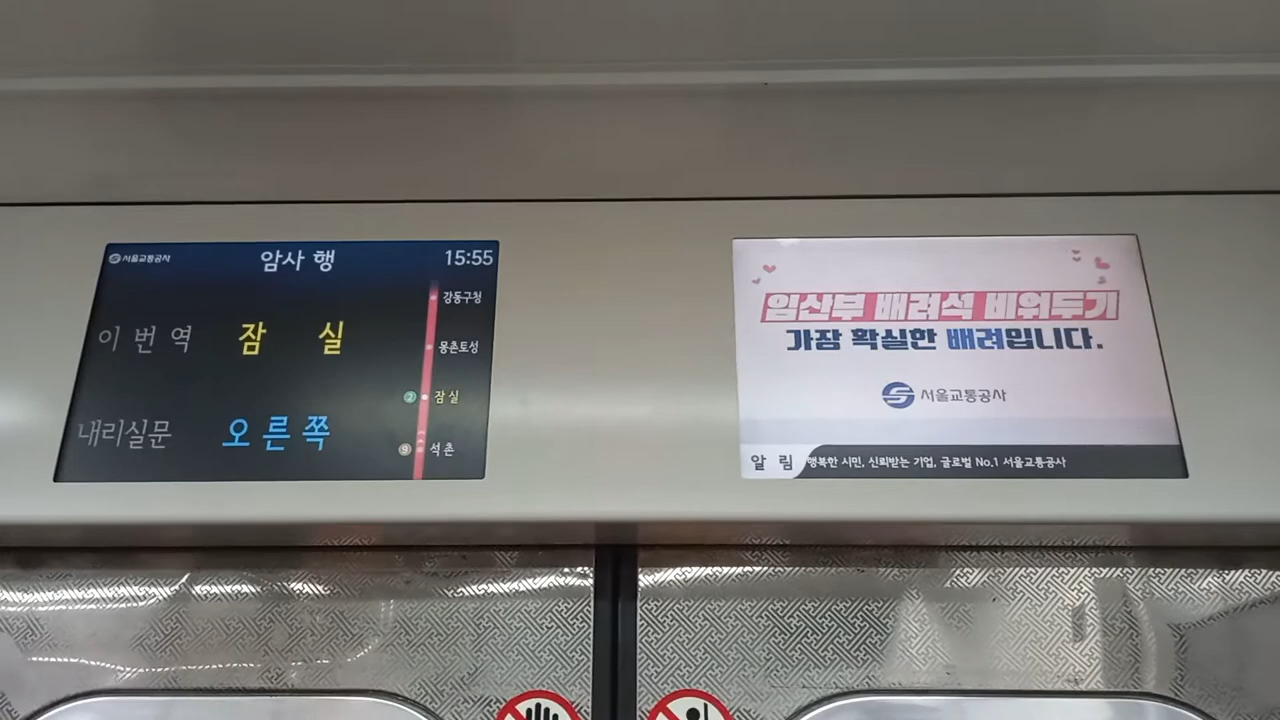 서울교통공사
암사 행
15:55
이 번 역 잠 실
내리실문 오 른 쪽
강동구청
몽촌토성
2 잠실
9 석촌
임산부 배려석 비워두기
가장 확실한 배려입니다.
서울교통공사
알 림 행복한 시민, 신뢰받는 기업, 글로벌 No.1 서울교통공사